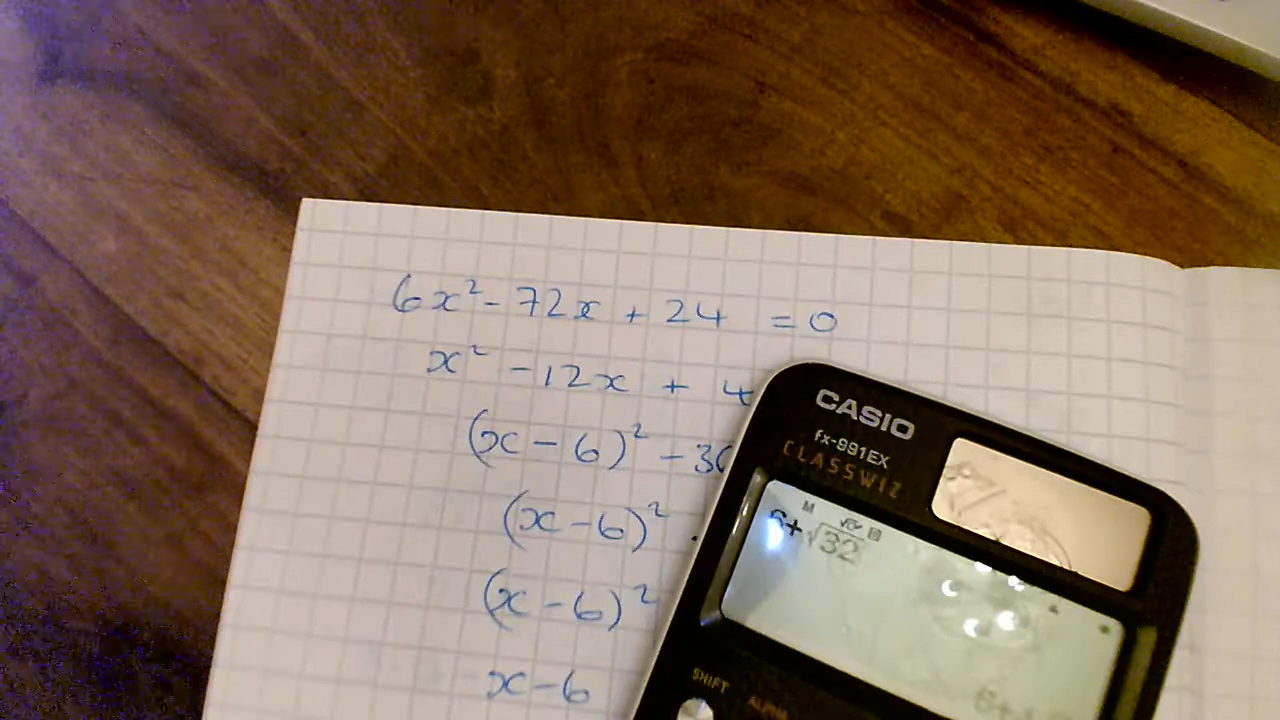 6x² - 72x + 24 = 0
x² - 12x + 4
(x - 6)² - 36
(x - 6)²
(x - 6)²
x - 6
CASIO
fx-991EX
CLASSWIZ
6+√32
SHIFT
ALPHA